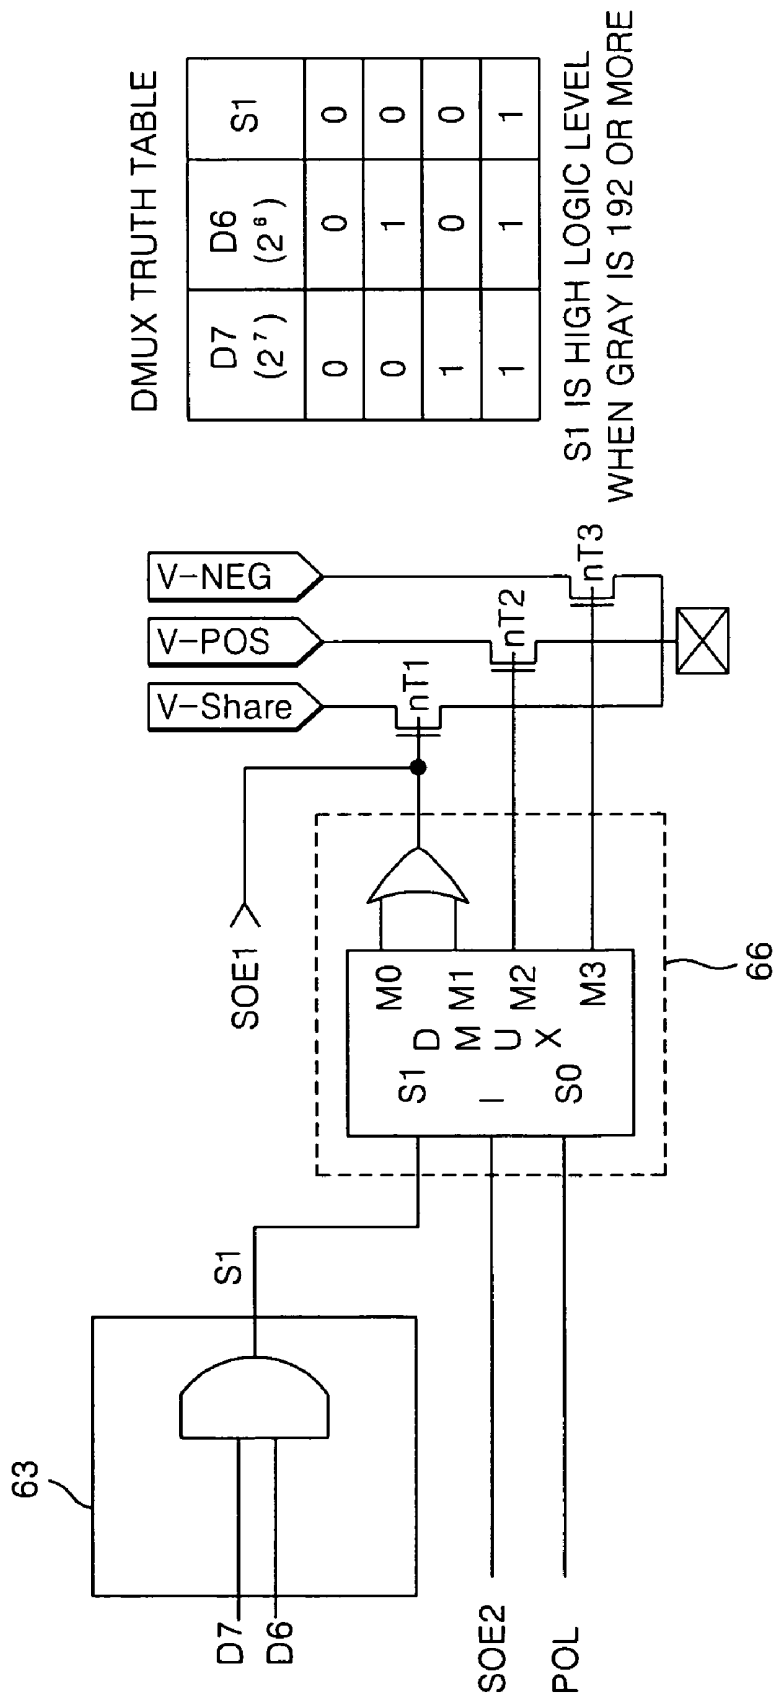 63
D7
D6
S1
SOE2
POL
SOE1
S1
I
S0
D
M
U
X
M0
M1
M2
M3
66
V-Share
V-POS
V-NEG
nT1
nT2
nT3
DMUX TRUTH TABLE
D7 (2⁷) D6 (2⁶) S1
0 0 0
0 1 0
1 0 0
1 1 1
S1 IS HIGH LOGIC LEVEL
WHEN GRAY IS 192 OR MORE